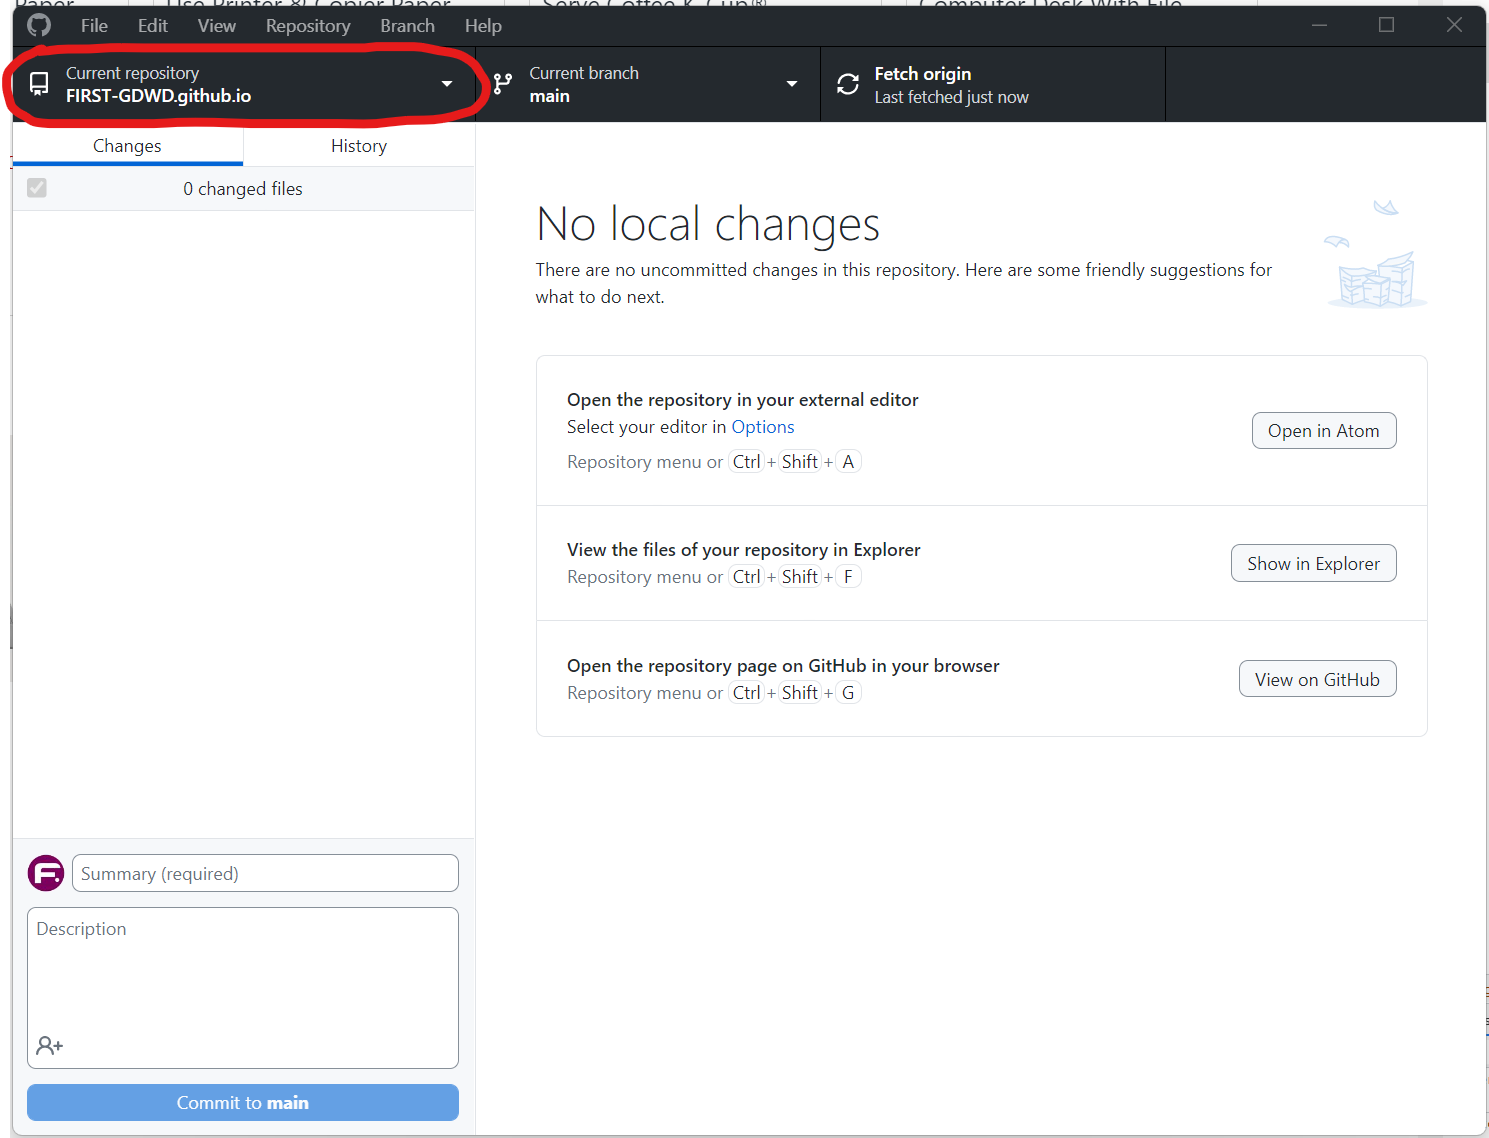 File Edit View Repository Branch Help
Current repository
FIRST-GDWD.github.io
Current branch
main
Fetch origin
Last fetched just now
Changes
History
0 changed files
No local changes
There are no uncommitted changes in this repository. Here are some friendly suggestions for
what to do next.
Open the repository in your external editor
Select your editor in Options
Repository menu or Ctrl + Shift + A
Open in Atom
View the files of your repository in Explorer
Repository menu or Ctrl + Shift + F
Show in Explorer
Open the repository page on GitHub in your browser
Repository menu or Ctrl + Shift + G
View on GitHub
Summary (required)
Description
Commit to main